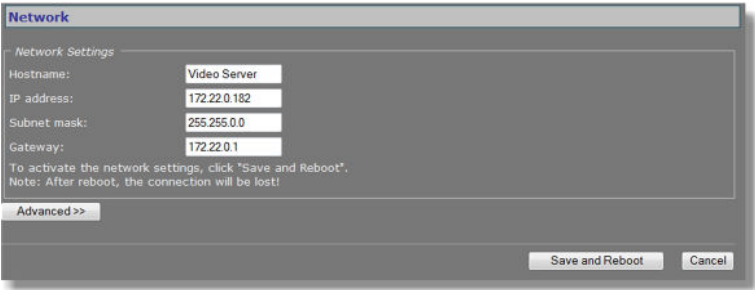 Network
Network Settings
Hostname: Video Server
IP address: 172.22.0.182
Subnet mask: 255.255.0.0
Gateway: 172.22.0.1
To activate the network settings, click "Save and Reboot".
Note: After reboot, the connection will be lost!
Advanced >>
Save and Reboot Cancel